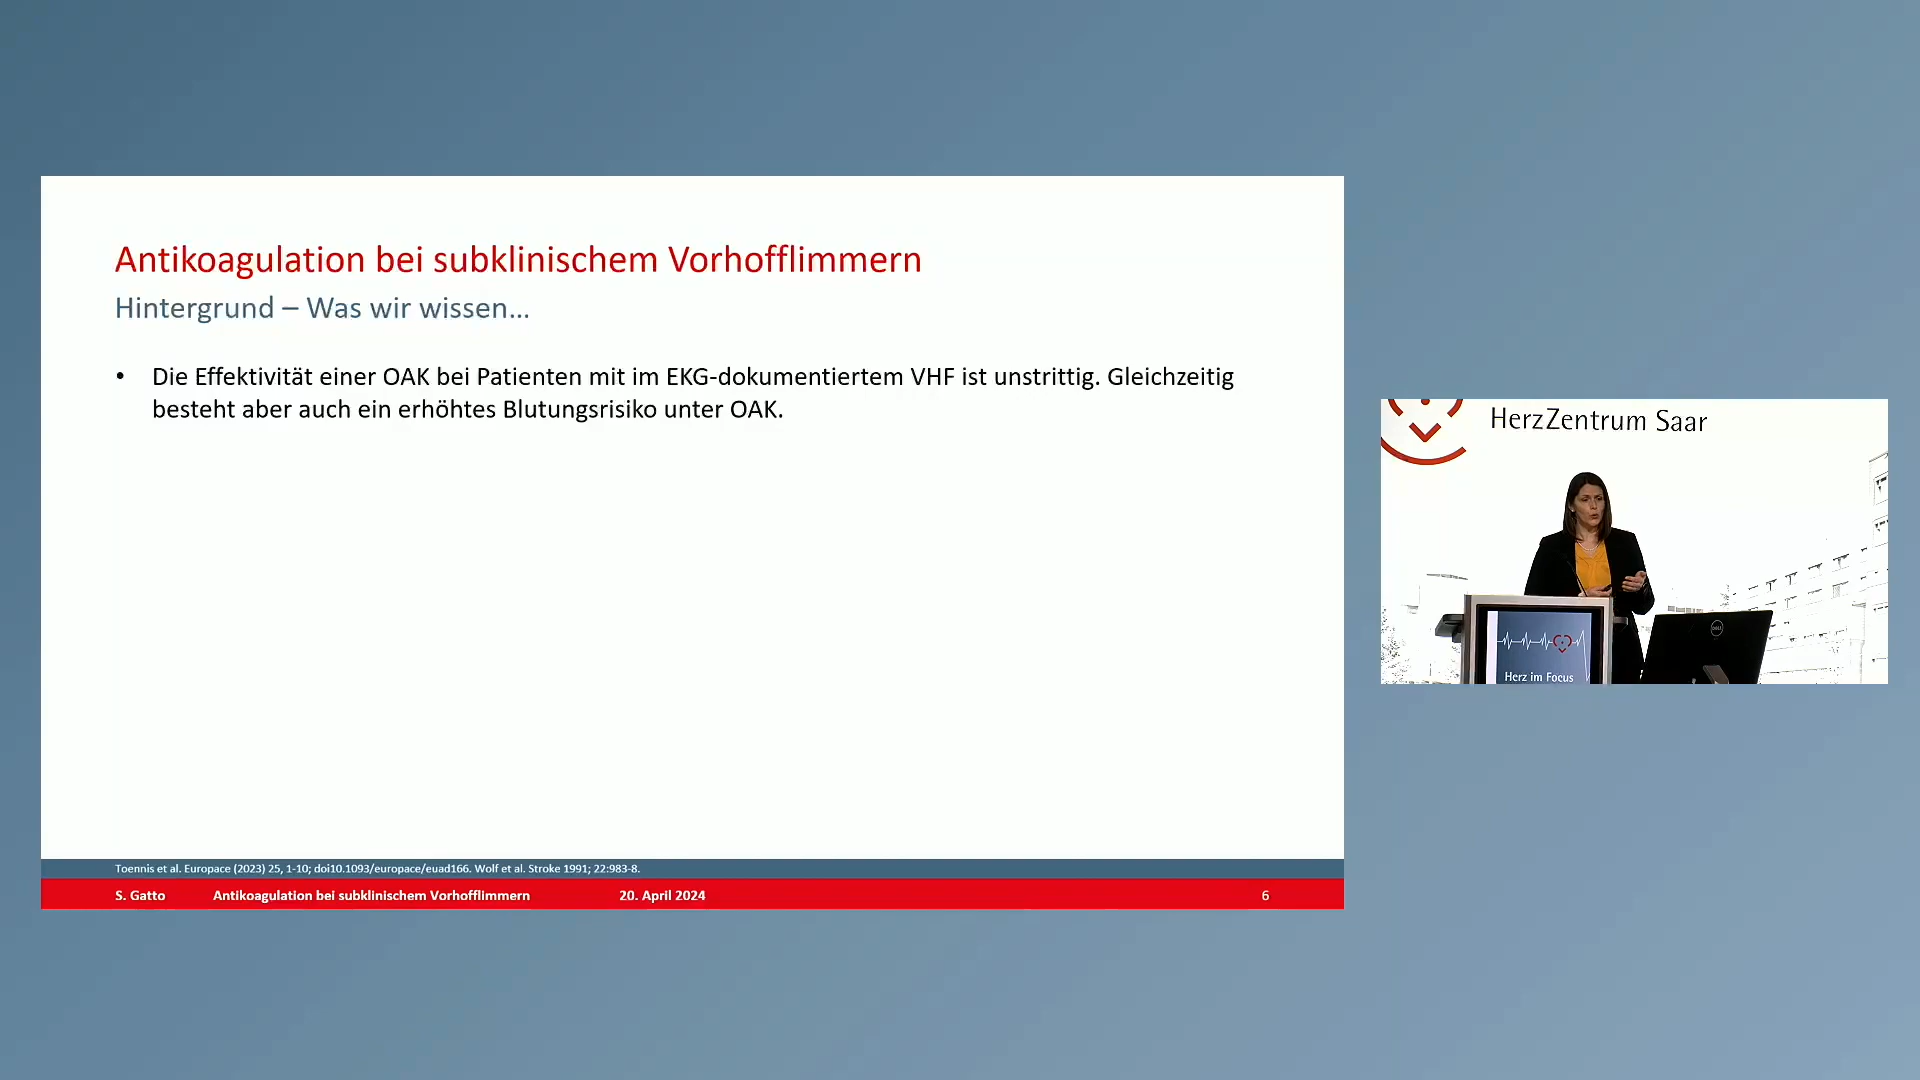 Antikoagulation bei subklinischem Vorhofflimmern
Hintergrund – Was wir wissen…
• Die Effektivität einer OAK bei Patienten mit im EKG-dokumentiertem VHF ist unstrittig. Gleichzeitig
besteht aber auch ein erhöhtes Blutungsrisiko unter OAK.
Toennis et al. Europace (2023) 25, 1-10; doi10.1093/europace/euad166. Wolf et al. Stroke 1991; 22:983-8.
S. Gatto Antikoagulation bei subklinischem Vorhofflimmern 20. April 2024 6
HerzZentrum Saar
DELL
Herz im Focus